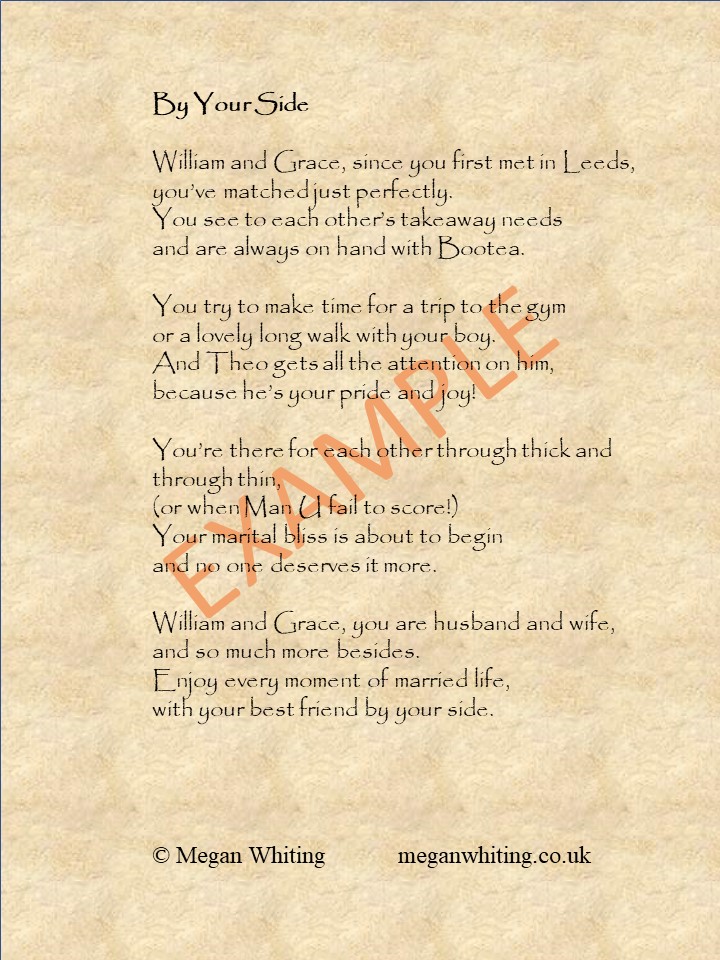 By Your Side
William and Grace, since you first met in Leeds,
you've matched just perfectly.
You see to each other's takeaway needs
and are always on hand with Bootea.
You try to make time for a trip to the gym
or a lovely long walk with your boy.
And Theo gets all the attention on him,
because he's your pride and joy!
You're there for each other through thick and
through thin,
(or when Man U fail to score!)
Your marital bliss is about to begin
and no one deserves it more.
William and Grace, you are husband and wife,
and so much more besides.
Enjoy every moment of married life,
with your best friend by your side.
EXAMPLE
© Megan Whiting meganwhiting.co.uk